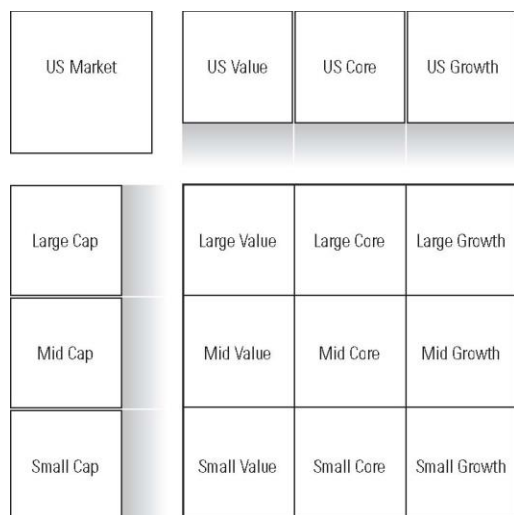 US Market
US Value
US Core
US Growth
Large Cap
Large Value
Large Core
Large Growth
Mid Cap
Mid Value
Mid Core
Mid Growth
Small Cap
Small Value
Small Core
Small Growth